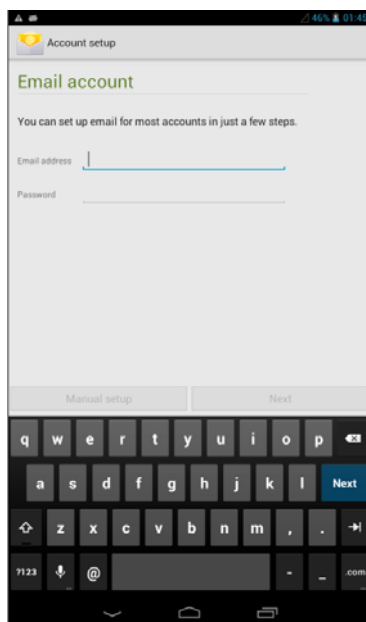 46% 01:45
Account setup
Email account
You can set up email for most accounts in just a few steps.
Email address
Password
Manual setup Next
q w e r t y u i o p
a s d f g h j k l Next
z x c v b n m , .
?123 @ - _ .com